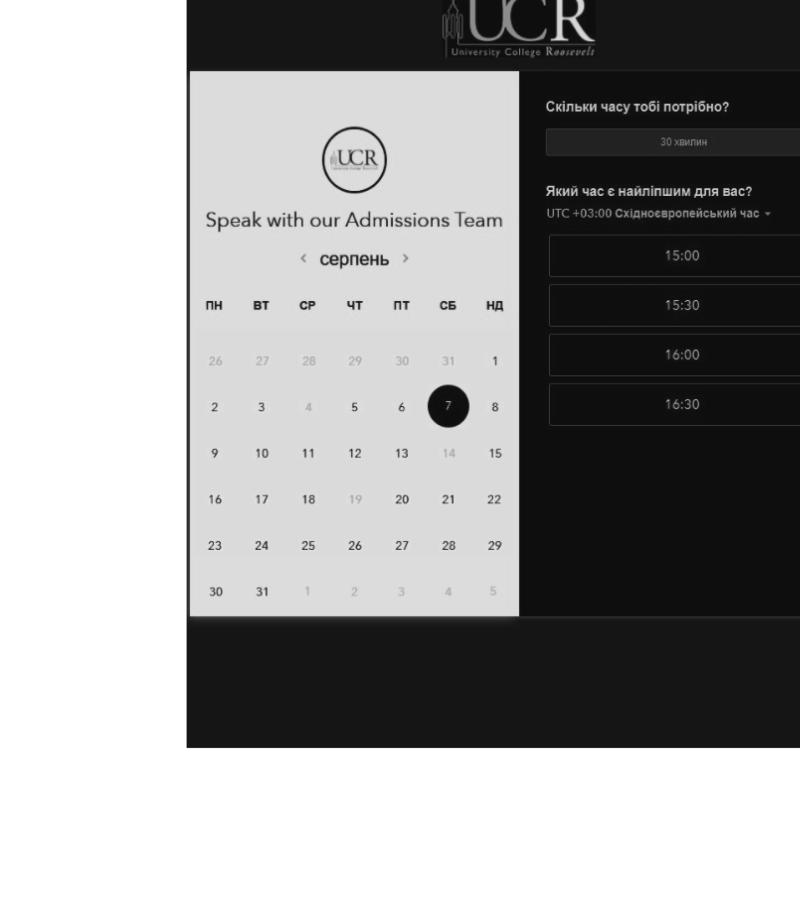 UCR
University College Roosevelt
UCR
Speak with our Admissions Team
серпень
ПН ВТ СР ЧТ ПТ СБ НД
26 27 28 29 30 31 1
2 3 4 5 6 7 8
9 10 11 12 13 14 15
16 17 18 19 20 21 22
23 24 25 26 27 28 29
30 31 1 2 3 4 5
Скільки часу тобі потрібно?
30 хвилин
Який час є найліпшим для вас?
UTC +03:00 Східноєвропейський час
15:00
15:30
16:00
16:30